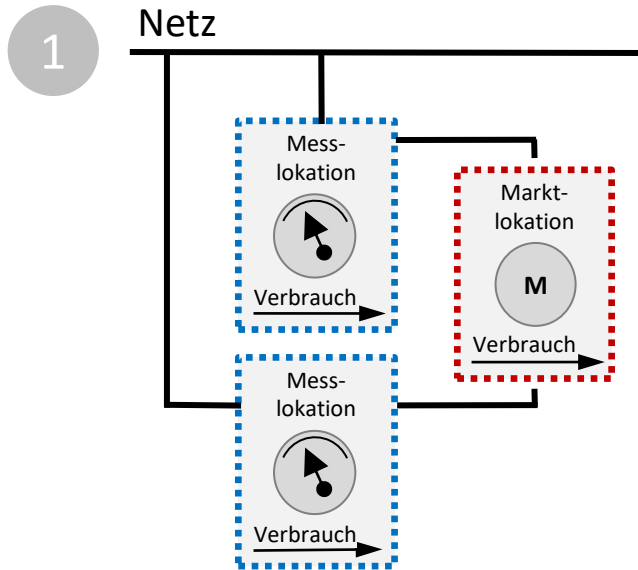 1
Netz
Mess-
lokation
Verbrauch
Markt-
lokation
M
Verbrauch
Mess-
lokation
Verbrauch